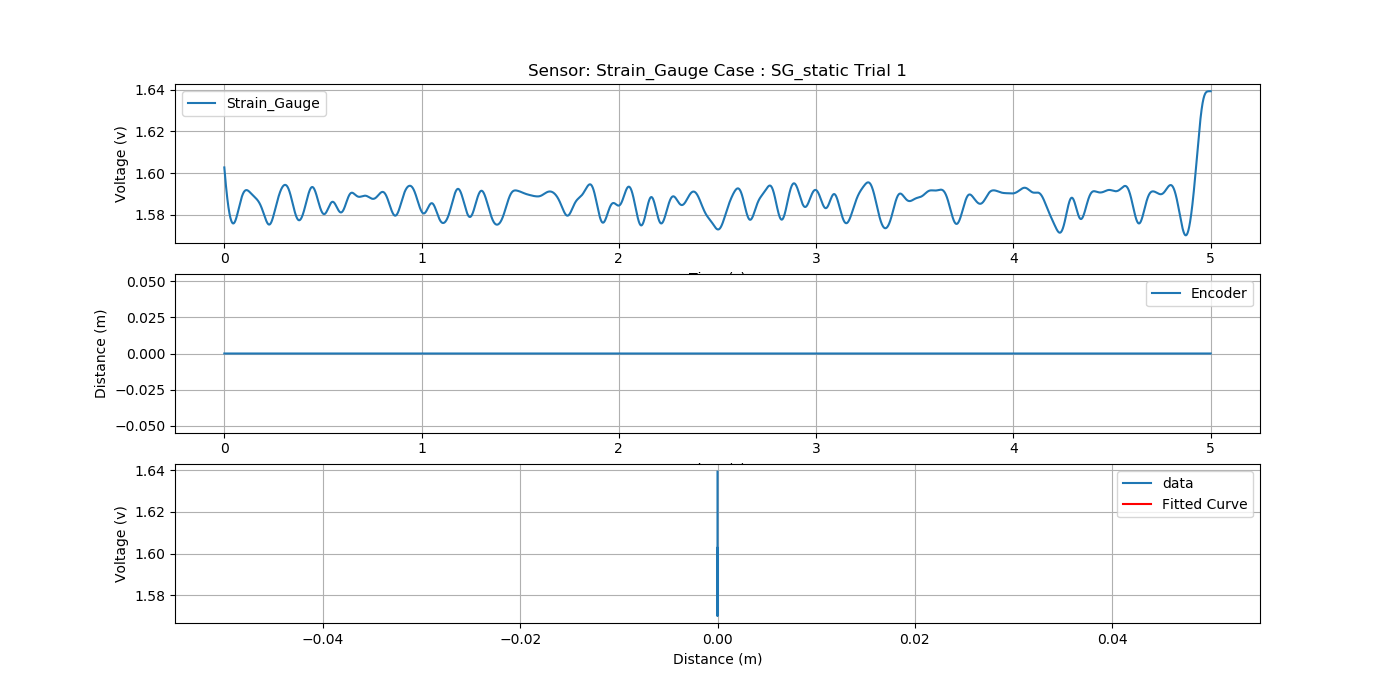 Sensor: Strain_Gauge Case : SG_static Trial 1
Strain_Gauge
Voltage (v)
1.64
1.62
1.60
1.58
0 1 2 3 4 5
Encoder
Distance (m)
0.050
0.025
0.000
−0.025
−0.050
0 1 2 3 4 5
data
Fitted Curve
Voltage (v)
1.64
1.62
1.60
1.58
−0.04 −0.02 0.00 0.02 0.04
Distance (m)